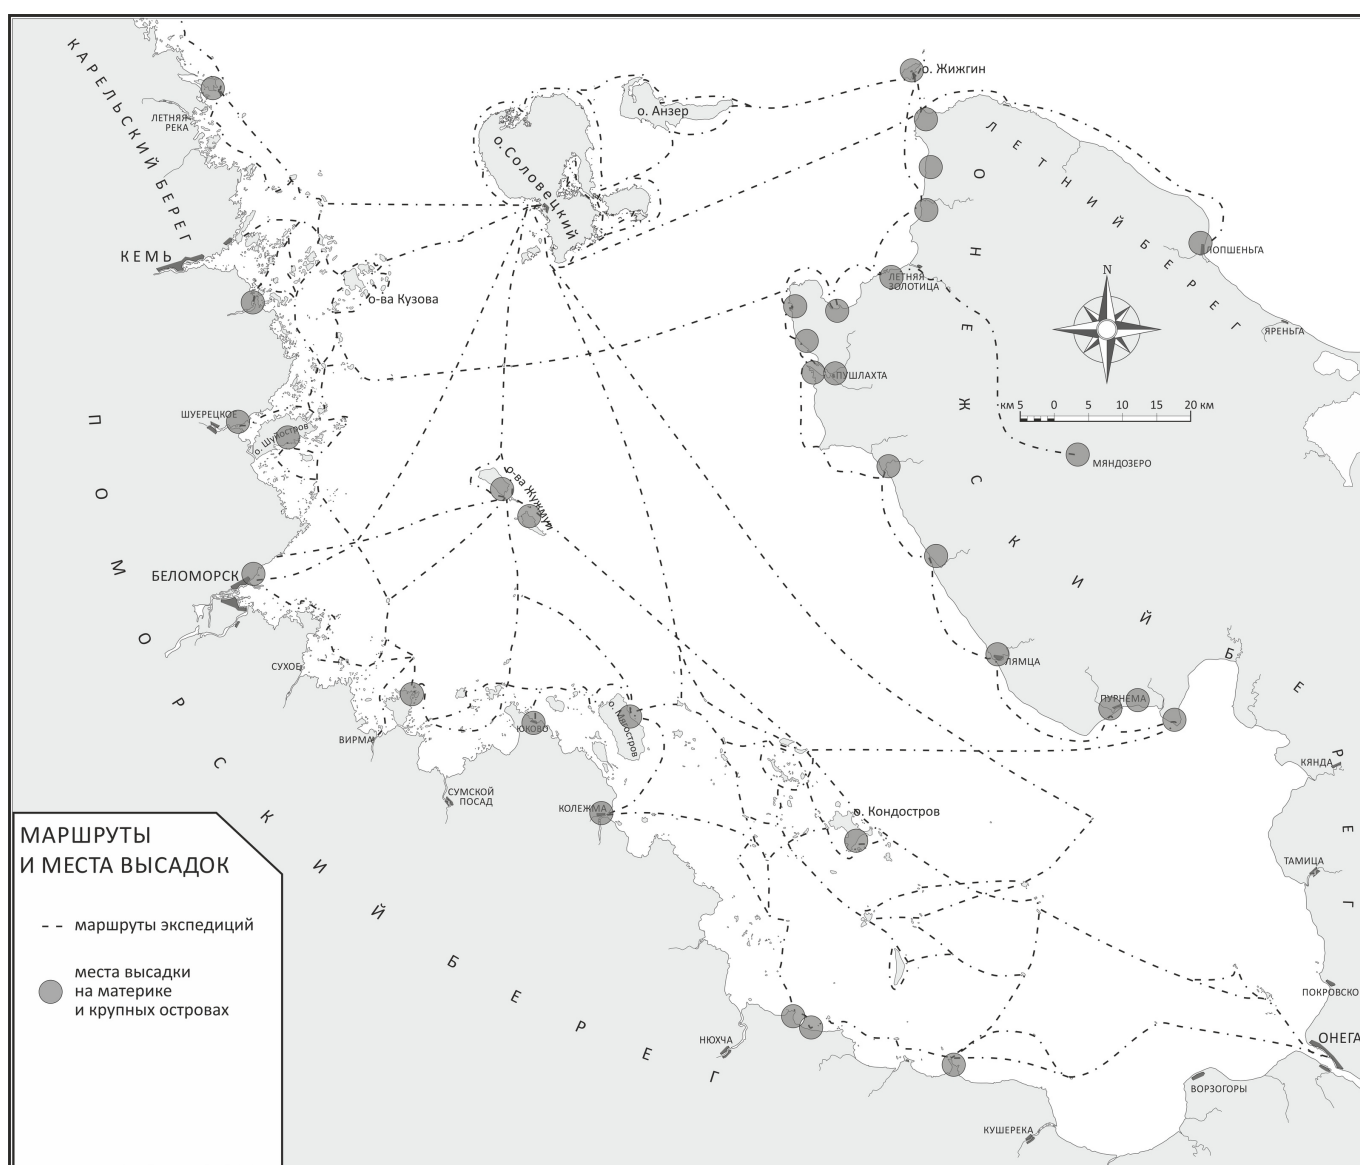 КАРЕЛЬСКИЙ БЕРЕГ
ЛЕТНЯЯ
РЕКА
о. Соловецкий
о. Анзер
о. Жижгин
ЛЕТНИЙ БЕРЕГ
ЛОПШЕНЬГА
ЯРЕНЬГА
КЕМЬ
о-ва Кузова
ЛЕТНЯЯ
ЗОЛОТИЦА
N
ПУШЛАХТА
км 5 0 5 10 15 20 км
ОНЕЖСКИЙ БЕРЕГ
МЯНДОЗЕРО
ШУЕРЕЦКОЕ
о. Шуйостров
о-ва Жужмуи
ПОМОРСКИЙ БЕРЕГ
БЕЛОМОРСК
СУХОЕ
ВИРМА
СУМСКОЙ
ПОСАД
ЮКОВО
о. Мягостров
КОЛЕЖМА
о. Кондостров
ЛЯМЦА
ПУРНЕМА
КЯНДА
ТАМИЦА
ПОКРОВСКО
ОНЕГА
ВОРЗОГОРЫ
КУШЕРЕКА
НЮХЧА
МАРШРУТЫ
И МЕСТА ВЫСАДОК
маршруты экспедиций
места высадки
на материке
и крупных островах